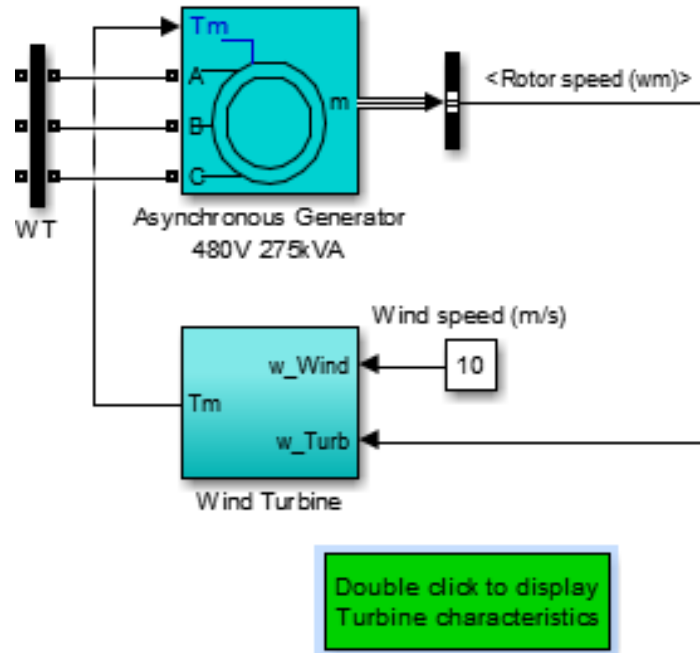 Tm
A
B
C
m
<Rotor speed (wm)>
WT
Asynchronous Generator
480V 275kVA
Wind speed (m/s)
w_Wind
10
Tm
w_Turb
Wind Turbine
Double click to display
Turbine characteristics